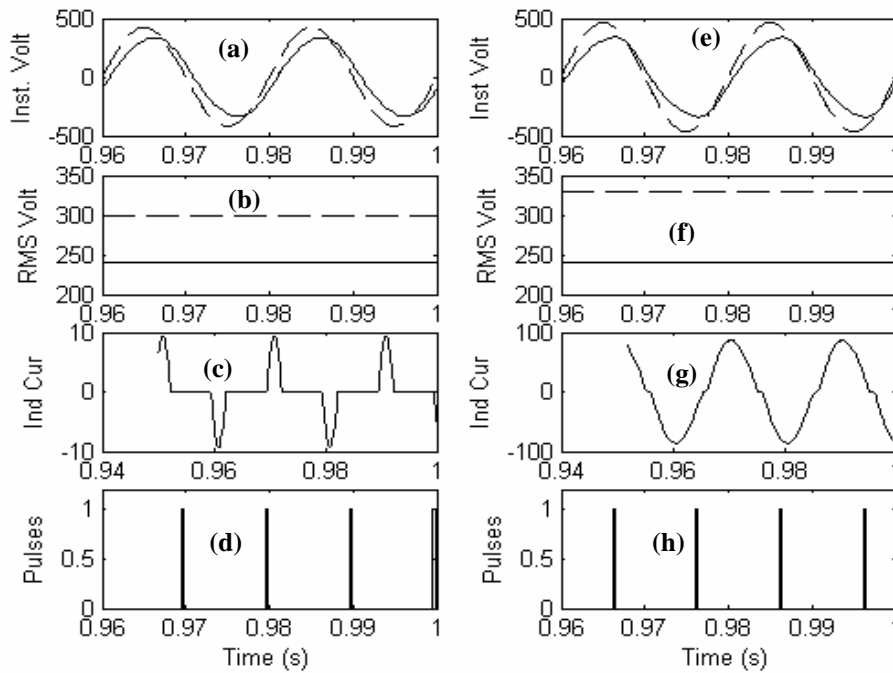 500
Inst. Volt
0
-500
(a)
0.96 0.97 0.98 0.99 1
350
300
250
200
RMS Volt
(b)
0.96 0.97 0.98 0.99 1
10
0
-10
Ind Cur
(c)
0.94 0.96 0.98 1
1
0.5
0
Pulses
(d)
0.96 0.97 0.98 0.99 1
Time (s)
500
Inst Volt
0
-500
(e)
0.96 0.97 0.98 0.99 1
350
300
250
200
RMS Volt
(f)
0.96 0.97 0.98 0.99 1
100
0
-100
Ind Cur
(g)
0.94 0.96 0.98 1
1
0.5
0
Pulses
(h)
0.96 0.97 0.98 0.99 1
Time (s)